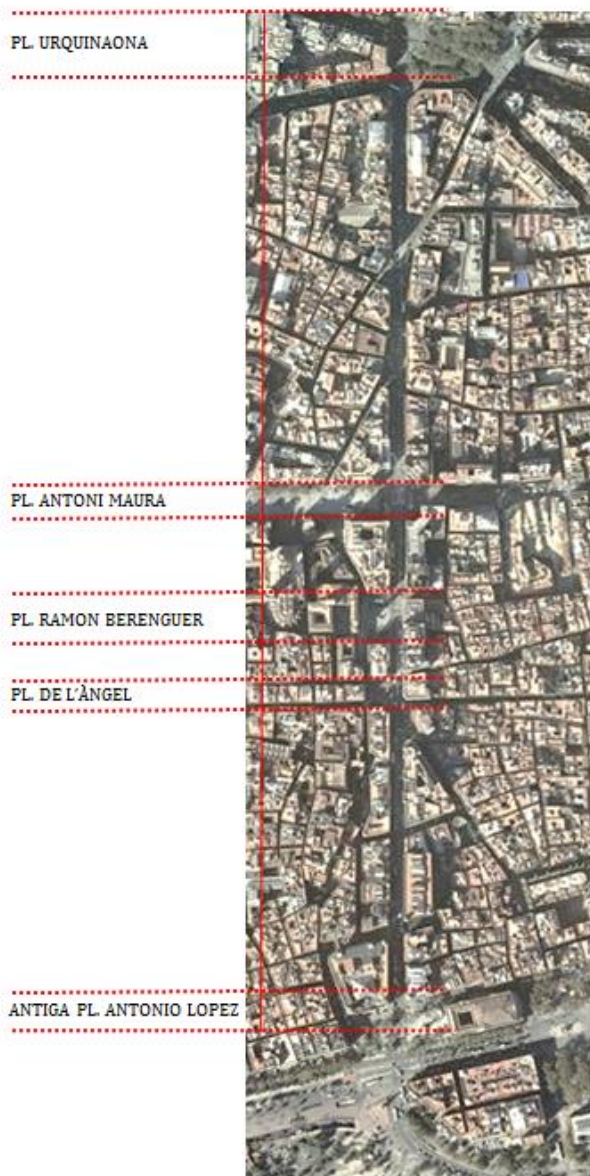 PL. URQUINAONA
PL. ANTONI MAURA
PL. RAMON BERENGUER
PL. DE L'ÀNGEL
ANTIGA PL. ANTONIO LOPEZ